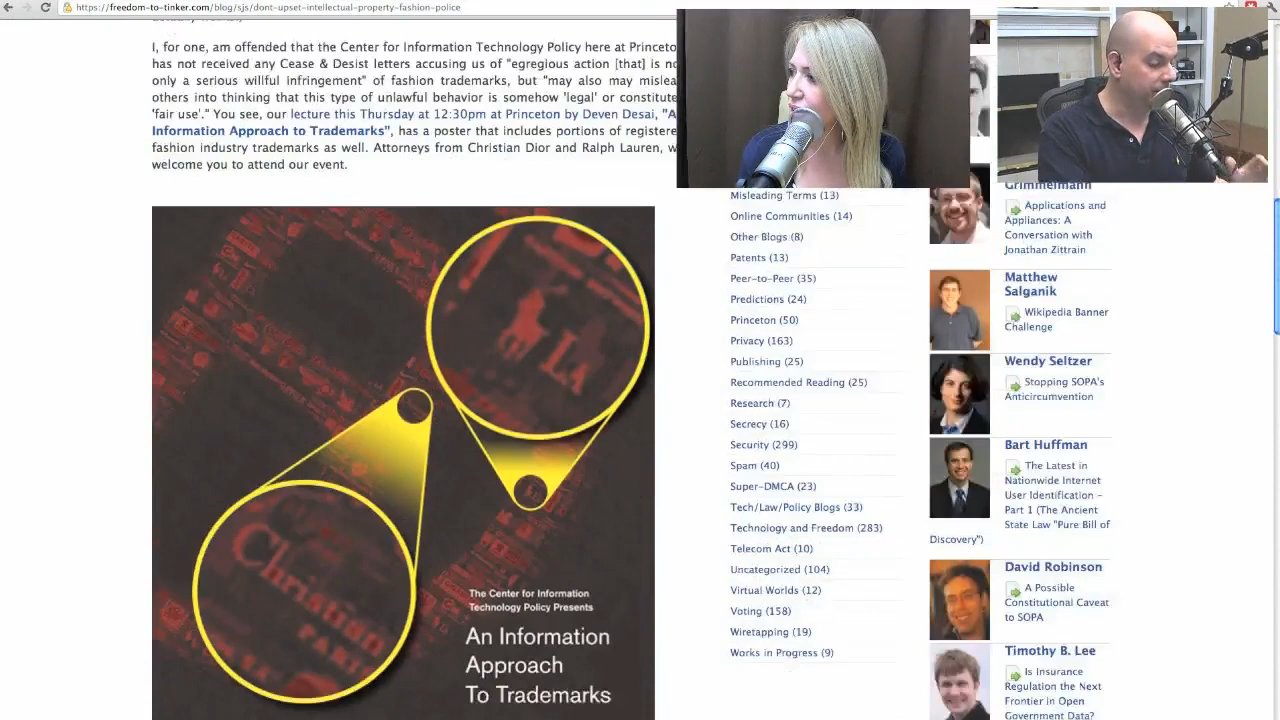 https://freedom-to-tinker.com/blog/sjs/dont-upset-intellectual-property-fashion-police
I, for one, am offended that the Center for Information Technology Policy here at Princeto
has not received any Cease & Desist letters accusing us of "egregious action [that] is no
only a serious willful infringement" of fashion trademarks, but "may also may mislea
others into thinking that this type of unlawful behavior is somehow 'legal' or constitute
'fair use'." You see, our lecture this Thursday at 12:30pm at Princeton by Deven Desai, "A
Information Approach to Trademarks", has a poster that includes portions of registere
fashion industry trademarks as well. Attorneys from Christian Dior and Ralph Lauren, w
welcome you to attend our event.
The Center for Information
Technology Policy Presents
An Information
Approach
To Trademarks
Misleading Terms (13)
Online Communities (14)
Other Blogs (8)
Patents (13)
Peer-to-Peer (35)
Predictions (24)
Princeton (50)
Privacy (163)
Publishing (25)
Recommended Reading (25)
Research (7)
Secrecy (16)
Security (299)
Spam (40)
Super-DMCA (23)
Tech/Law/Policy Blogs (33)
Technology and Freedom (283)
Telecom Act (10)
Uncategorized (104)
Virtual Worlds (12)
Voting (158)
Wiretapping (19)
Works in Progress (9)
Grimmelmann
Applications and
Appliances: A
Conversation with
Jonathan Zittrain
Matthew
Salganik
Wikipedia Banner
Challenge
Wendy Seltzer
Stopping SOPA's
Anticircumvention
Bart Huffman
The Latest in
Nationwide Internet
User Identification –
Part 1 (The Ancient
State Law "Pure Bill of
Discovery")
David Robinson
A Possible
Constitutional Caveat
to SOPA
Timothy B. Lee
Is Insurance
Regulation the Next
Frontier in Open
Government Data?